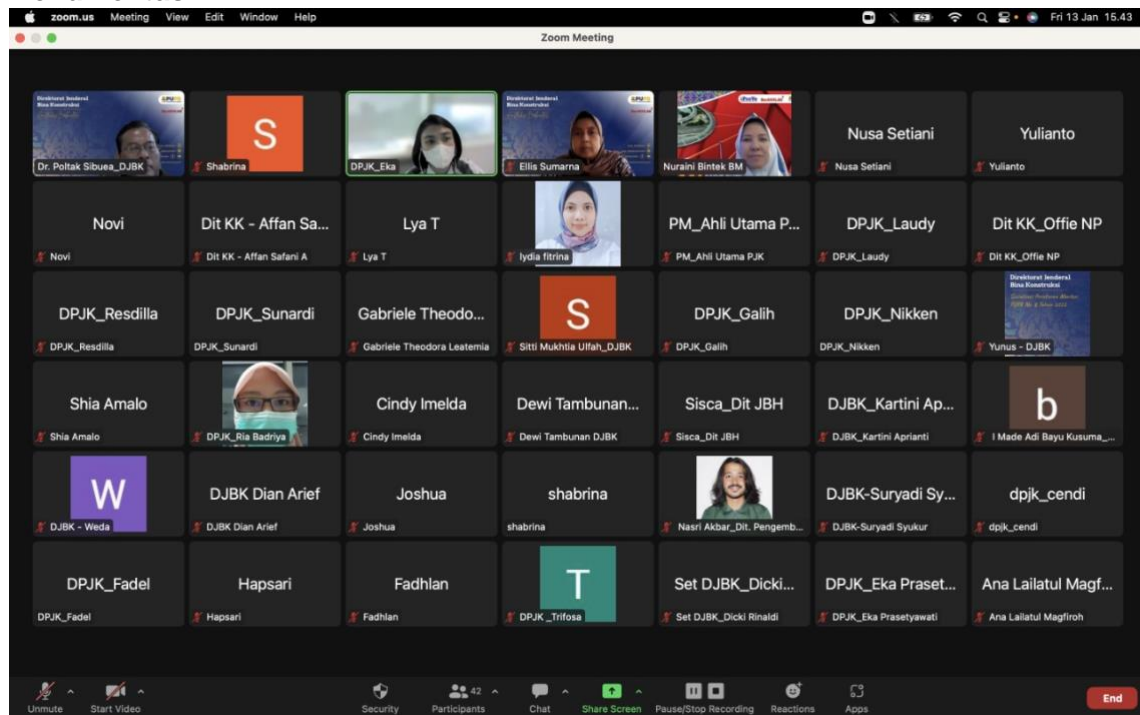 zoom.us Meeting View Edit Window Help
Fri 13 Jan 15.43
Zoom Meeting
Direktorat Jenderal
Bina Konstruksi
Direktorat Jenderal
Bina Konstruksi
S
Nusa Setiani
Yulianto
Dr. Poltak Sibuea_DJBK
Shabrina
DPJK_Eka
Ellis Sumarna
Nuraini Bintek BM
Nusa Setiani
Yulianto
Novi
Dit KK - Affan Sa...
Lya T
PM_Ahli Utama P...
DPJK_Laudy
Dit KK_Offie NP
Novi
Dit KK - Affan Safani A
Lya T
lydia fitrina
PM_Ahli Utama PJK
DPJK_Laudy
Dit KK_Offie NP
DPJK_Resdilla
DPJK_Sunardi
Gabriele Theodo...
S
DPJK_Galih
DPJK_Nikken
Direktorat Jenderal
Bina Konstruksi
DPJK_Resdilla
DPJK_Sunardi
Gabriele Theodora Leatemia
Sitti Mukhtia Ulfah_DJBK
DPJK_Galih
DPJK_Nikken
Yunus - DJBK
Shia Amalo
Cindy Imelda
Dewi Tambunan...
Sisca_Dit JBH
DJBK_Kartini Ap...
b
Shia Amalo
DPJK_Ria Badriya
Cindy Imelda
Dewi Tambunan DJBK
Sisca_Dit JBH
DJBK_Kartini Aprianti
I Made Adi Bayu Kusuma_...
W
DJBK Dian Arief
Joshua
shabrina
DJBK-Suryadi Sy...
dpjk_cendi
DJBK - Weda
DJBK Dian Arief
Joshua
shabrina
Nasri Akbar_Dit. Pengemb...
DJBK-Suryadi Syukur
dpjk_cendi
DPJK_Fadel
Hapsari
Fadhlan
T
Set DJBK_Dicki...
DPJK_Eka Praset...
Ana Lailatul Magf...
DPJK_Fadel
Hapsari
Fadhlan
DPJK _Trifosa
Set DJBK_Dicki Rinaldi
DPJK_Eka Prasetyawati
Ana Lailatul Magfiroh
Unmute
Start Video
Security
42
Participants
Chat
Share Screen
Pause/Stop Recording
Reactions
Apps
End